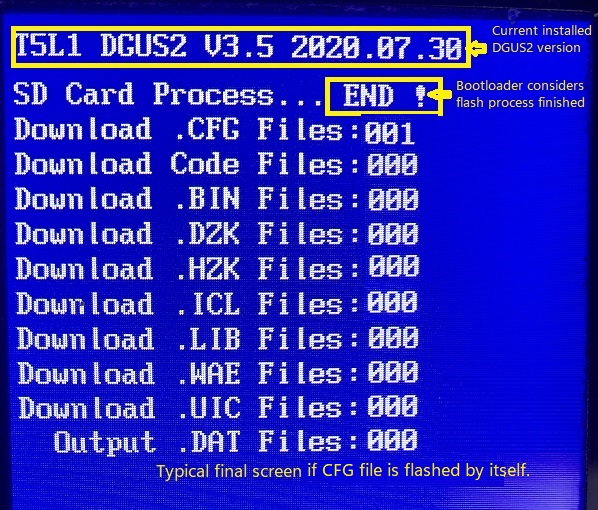 T5L1 DGUS2 V3.5 2020.07.30
Current installed
DGUS2 version
SD Card Process... END !
Bootloader considers
flash process finished
Download .CFG Files:001
Download Code Files:000
Download .BIN Files:000
Download .DZK Files:000
Download .HZK Files:000
Download .ICL Files:000
Download .LIB Files:000
Download .WAE Files:000
Download .UIC Files:000
Output .DAT Files:000
Typical final screen if CFG file is flashed by itself.